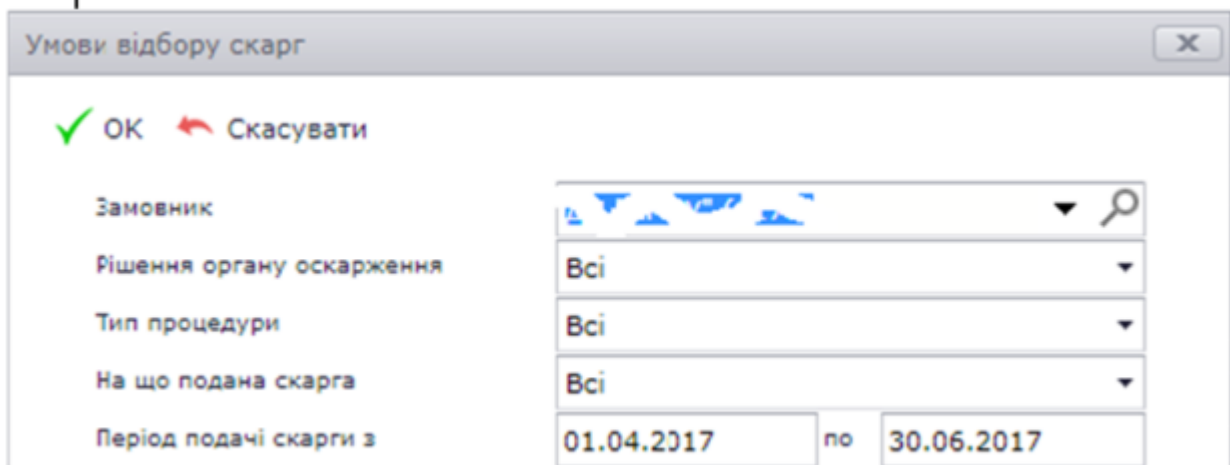 Умови відбору скарг
ОК Скасувати
Замовник
Рішення органу оскарження Всі
Тип процедури Всі
На що подана скарга Всі
Період подачі скарги з 01.04.2017 по 30.06.2017